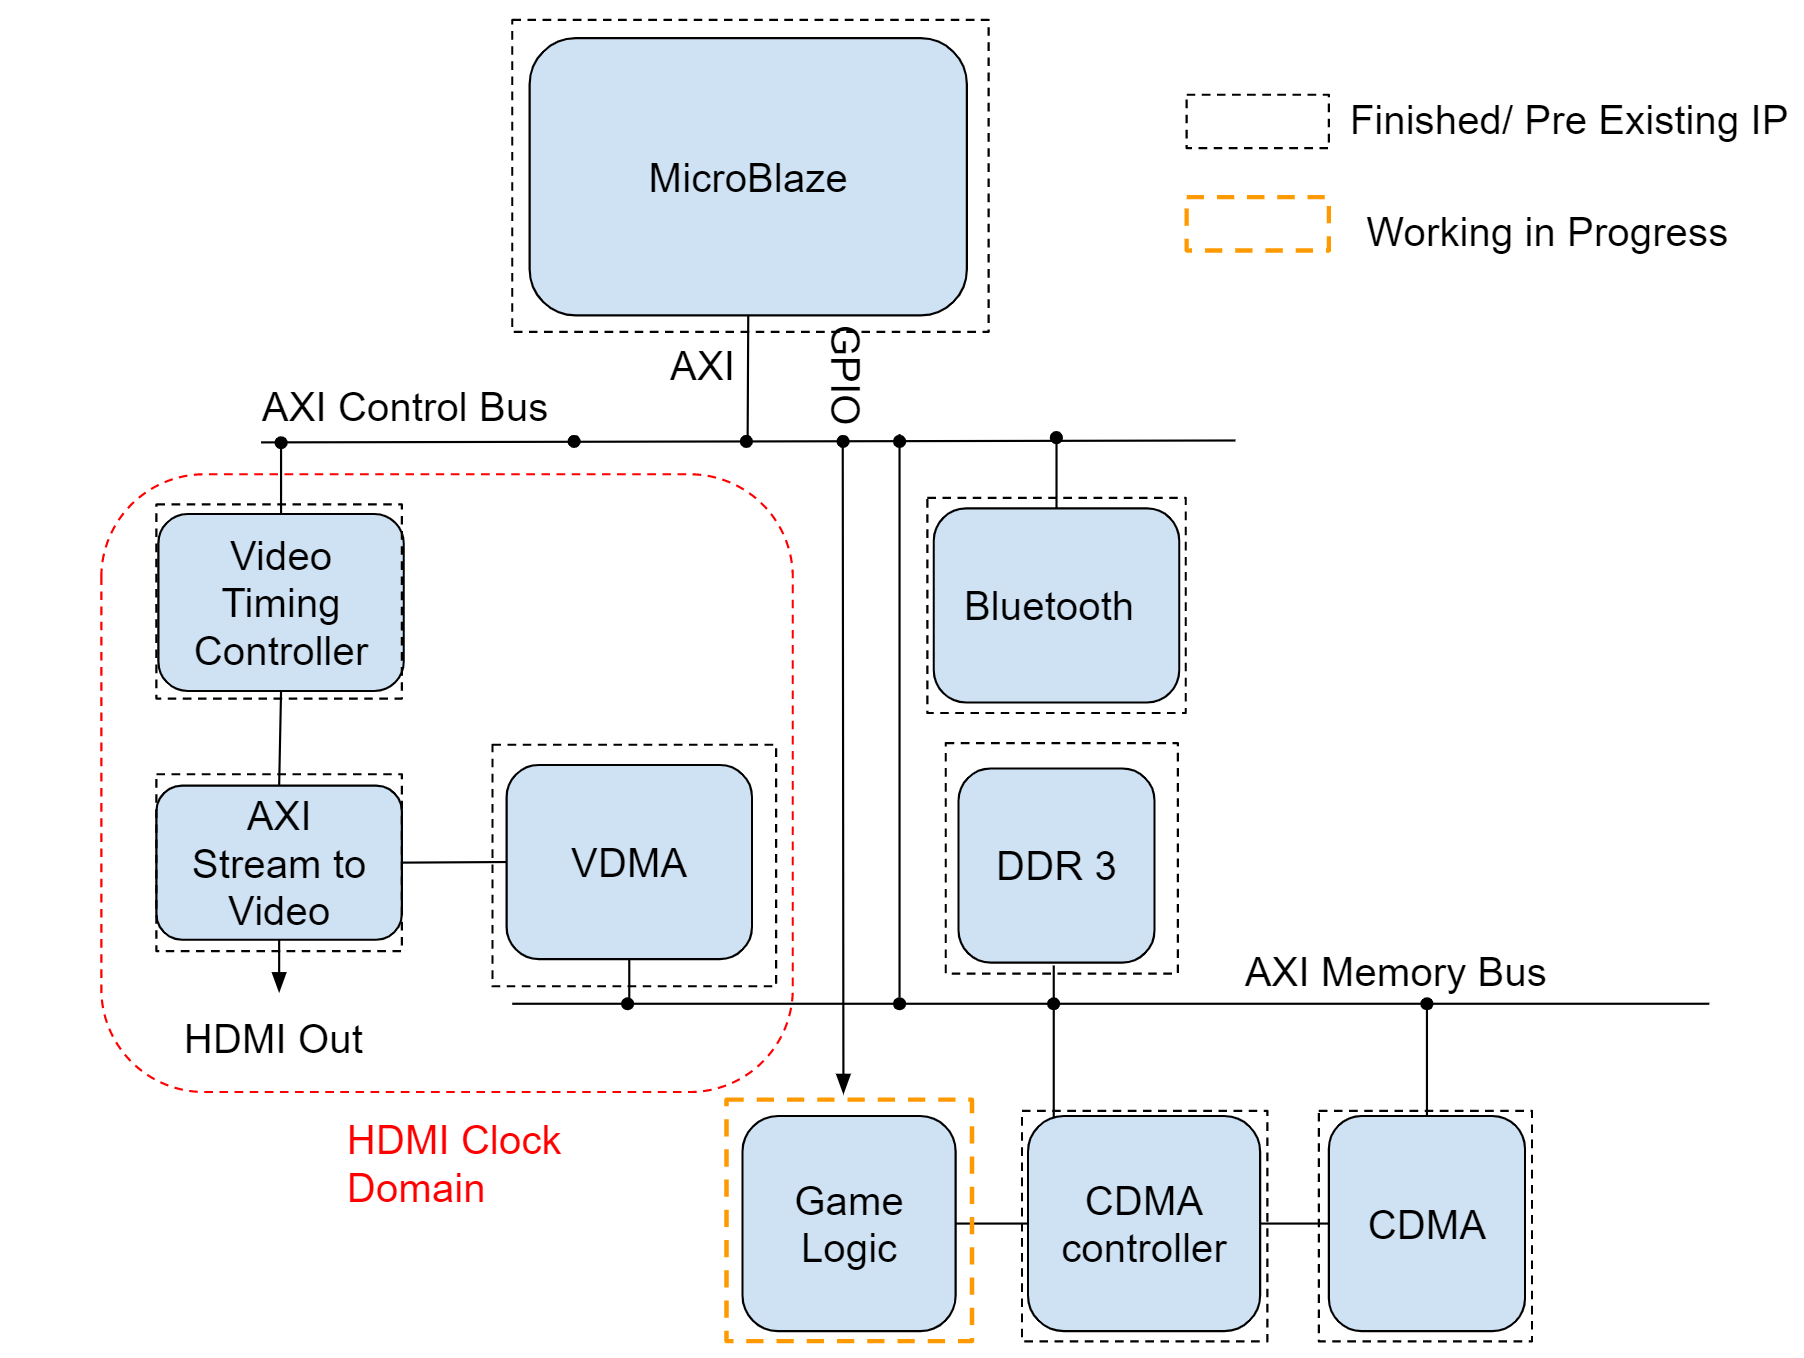 MicroBlaze
Finished/ Pre Existing IP
Working in Progress
AXI
GPIO
AXI Control Bus
Video
Timing
Controller
Bluetooth
AXI
Stream to
Video
VDMA
DDR 3
AXI Memory Bus
HDMI Out
HDMI Clock
Domain
Game
Logic
CDMA
controller
CDMA